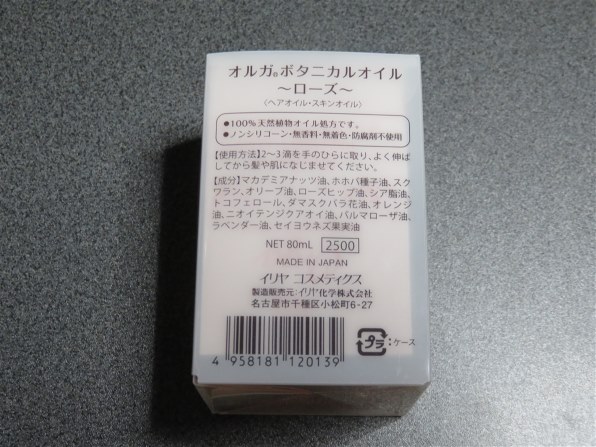 オルガ®ボタニカルオイル
～ローズ～
〈ヘアオイル・スキンオイル〉
●100%天然植物オイル処方です。
●ノンシリコーン・無香料・無着色・防腐剤不使用
【使用方法】2～3滴を手のひらに取り、よく伸ば
してから髪や肌になじませてください。
【成分】マカデミアナッツ油、ホホバ種子油、スク
ワラン、オリーブ油、ローズヒップ油、シア脂油、
トコフェロール、ダマスクバラ花油、オレンジ
油、ニオイテンジクアオイ油、パルマローザ油、
ラベンダー油、セイヨウネズ果実油
NET 80mL 2500
MADE IN JAPAN
イリヤ コスメティクス
製造販売元:イリヤ化学株式会社
名古屋市千種区小松町6-27
4 958181 120139
プラ :ケース